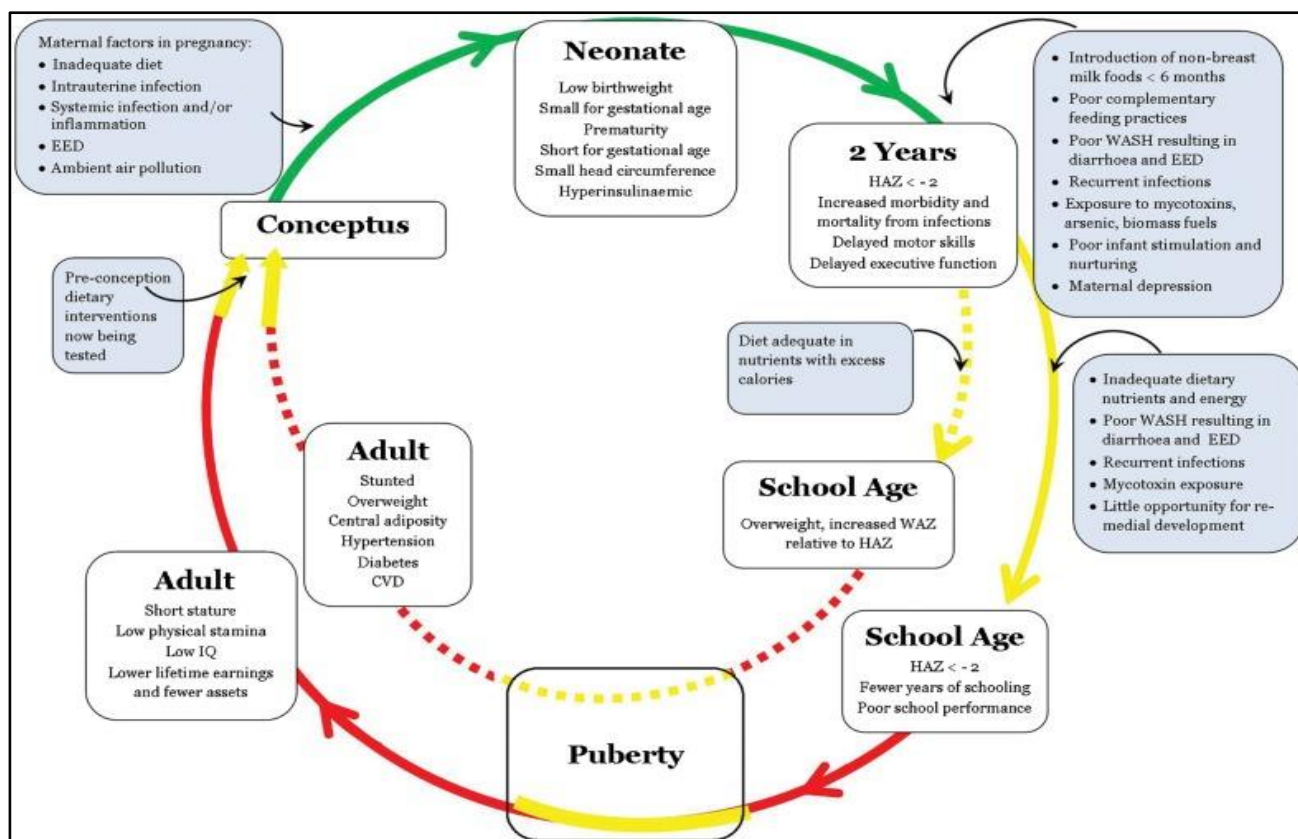 Maternal factors in pregnancy:
• Inadequate diet
• Intrauterine infection
• Systemic infection and/or
inflammation
• EED
• Ambient air pollution
Neonate
Low birthweight
Small for gestational age
Prematurity
Short for gestational age
Small head circumference
Hyperinsulinaemic
• Introduction of non-breast
milk foods < 6 months
• Poor complementary
feeding practices
• Poor WASH resulting in
diarrhoea and EED
• Recurrent infections
• Exposure to mycotoxins,
arsenic, biomass fuels
• Poor infant stimulation and
nurturing
• Maternal depression
2 Years
HAZ < - 2
Increased morbidity and
mortality from infections
Delayed motor skills
Delayed executive function
Conceptus
Pre-conception
dietary
interventions
now being
tested
Diet adequate in
nutrients with excess
calories
• Inadequate dietary
nutrients and energy
• Poor WASH resulting in
diarrhoea and EED
• Recurrent infections
• Mycotoxin exposure
• Little opportunity for re-
medial development
Adult
Stunted
Overweight
Central adiposity
Hypertension
Diabetes
CVD
School Age
Overweight, increased WAZ
relative to HAZ
Adult
Short stature
Low physical stamina
Low IQ
Lower lifetime earnings
and fewer assets
School Age
HAZ < - 2
Fewer years of schooling
Poor school performance
Puberty